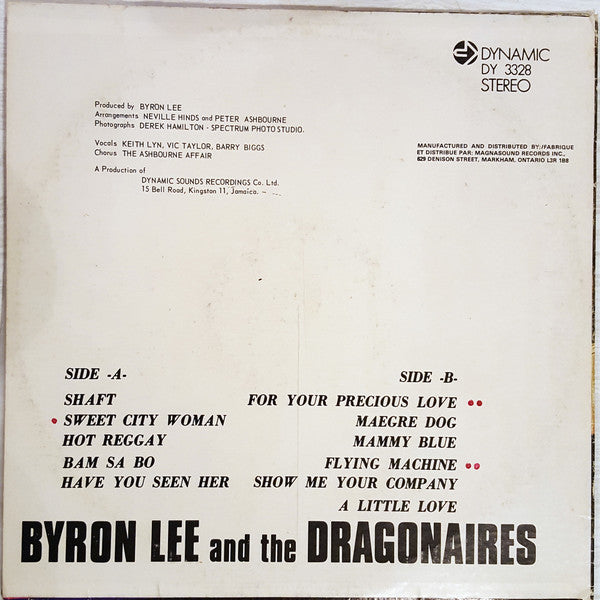 DYNAMIC
DY 3328
STEREO
Produced by BYRON LEE
Arrangements NEVILLE HINDS and PETER ASHBOURNE
Photographs DEREK HAMILTON - SPECTRUM PHOTO STUDIO.
Vocals KEITH LYN, VIC TAYLOR, BARRY BIGGS
Chorus THE ASHBOURNE AFFAIR
A Production of
DYNAMIC SOUNDS RECORDINGS Co. Ltd.
15 Bell Road, Kingston 11, Jamaica.
MANUFACTURED AND DISTRIBUTED BY:/FABRIQUE
ET DISTRIBUE PAR: MAGNASOUND RECORDS INC.,
629 DENISON STREET, MARKHAM, ONTARIO L3R 1B8
SIDE -A-
SHAFT
SWEET CITY WOMAN
HOT REGGAY
BAM SA BO
HAVE YOU SEEN HER
SIDE -B-
FOR YOUR PRECIOUS LOVE
MAEGRE DOG
MAMMY BLUE
FLYING MACHINE
SHOW ME YOUR COMPANY
A LITTLE LOVE
BYRON LEE and the DRAGONAIRES